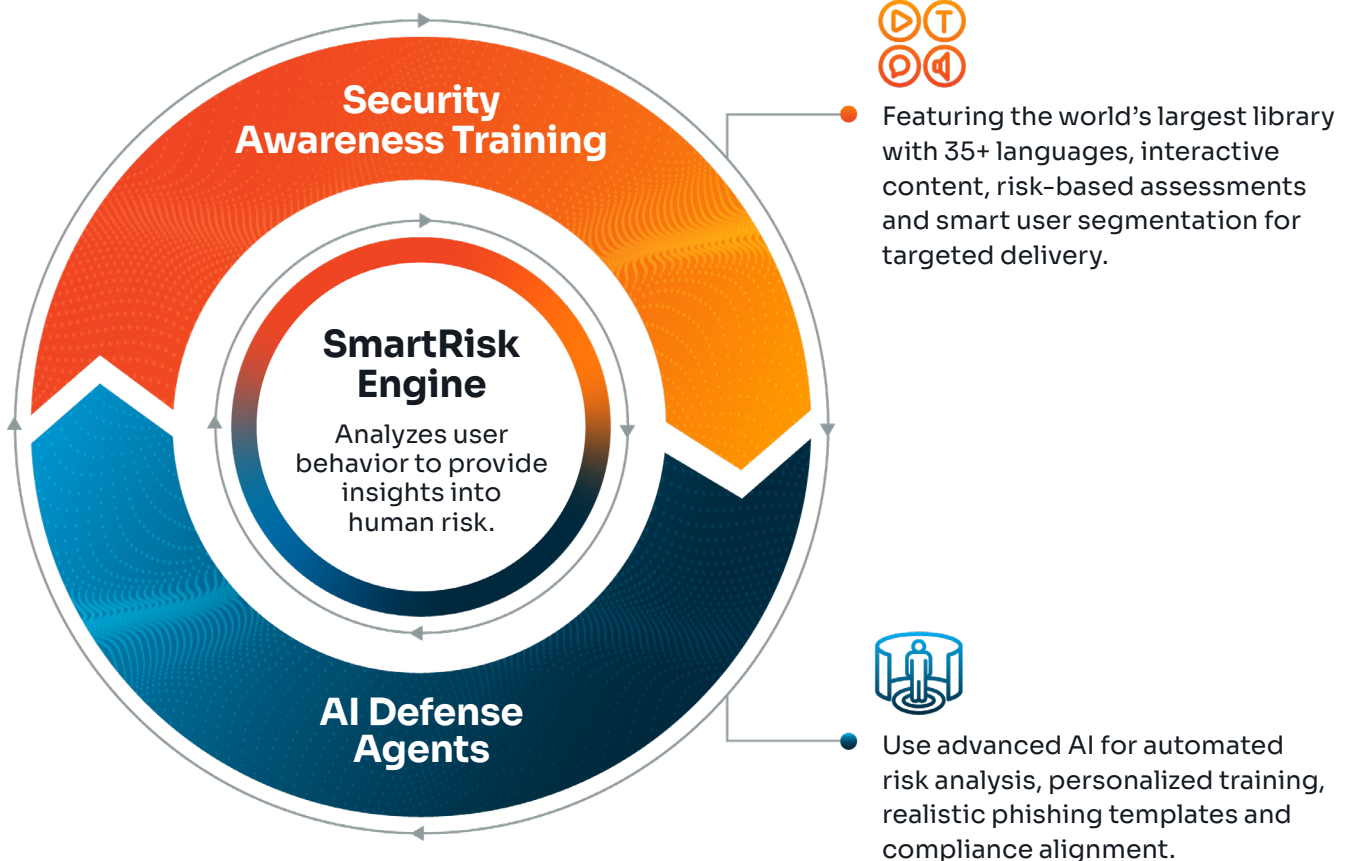 Security
Awareness Training
T
Featuring the world’s largest library
with 35+ languages, interactive
content, risk-based assessments
and smart user segmentation for
targeted delivery.
SmartRisk
Engine
Analyzes user
behavior to provide
insights into
human risk.
AI Defense
Agents
Use advanced AI for automated
risk analysis, personalized training,
realistic phishing templates and
compliance alignment.